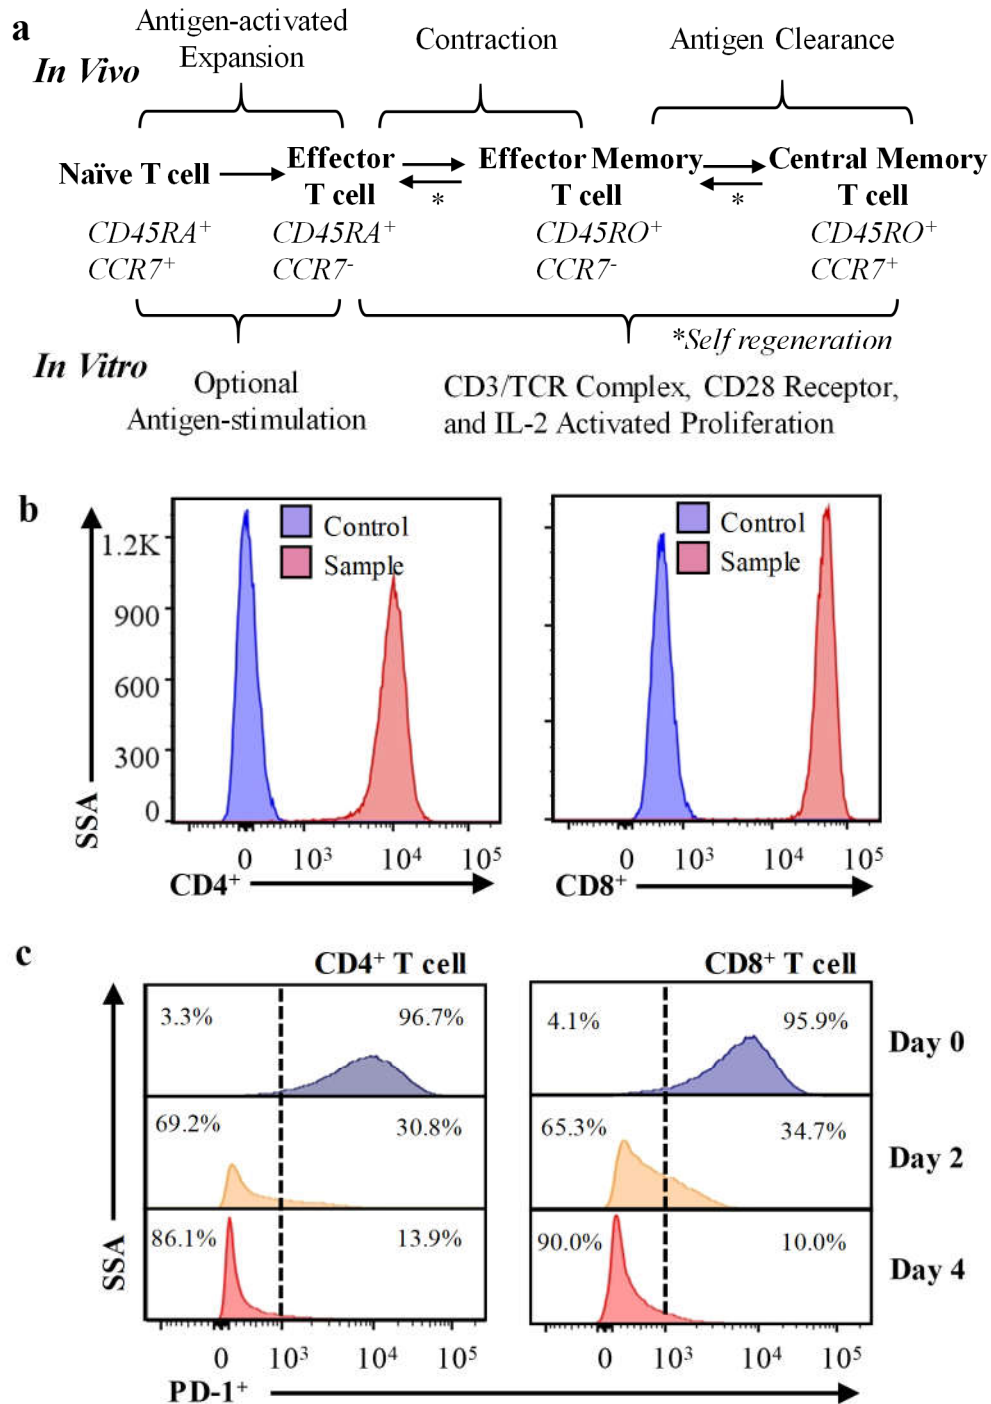 a
Antigen-activated
Expansion
Contraction
Antigen Clearance
In Vivo
Naïve T cell
Effector
T cell
*
Effector Memory
T cell
*
Central Memory
T cell
CD45RA+
CCR7+
CD45RA+
CCR7-
CD45RO+
CCR7-
CD45RO+
CCR7+
*Self regeneration
In Vitro
Optional
Antigen-stimulation
CD3/TCR Complex, CD28 Receptor,
and IL-2 Activated Proliferation
b
Control
Sample
1.2K
900
600
300
0
SSA
0 10³ 10⁴ 10⁵
CD4+
Control
Sample
0 10³ 10⁴ 10⁵
CD8+
c
CD4+ T cell
CD8+ T cell
3.3% 96.7%
4.1% 95.9%
Day 0
69.2% 30.8%
65.3% 34.7%
Day 2
86.1% 13.9%
90.0% 10.0%
Day 4
SSA
0 10³ 10⁴ 10⁵
0 10³ 10⁴ 10⁵
PD-1+